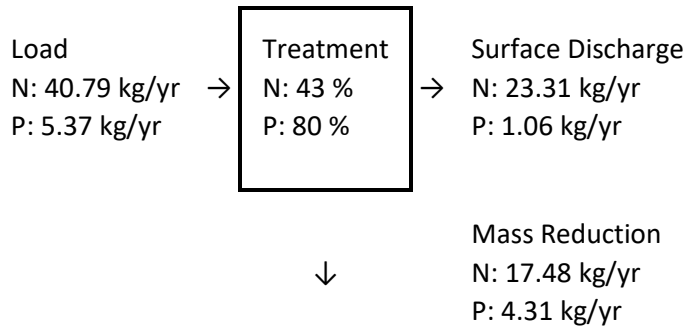 Load
N: 40.79 kg/yr →
P: 5.37 kg/yr
Treatment
N: 43 %
P: 80 %
→
Surface Discharge
N: 23.31 kg/yr
P: 1.06 kg/yr
↓
Mass Reduction
N: 17.48 kg/yr
P: 4.31 kg/yr